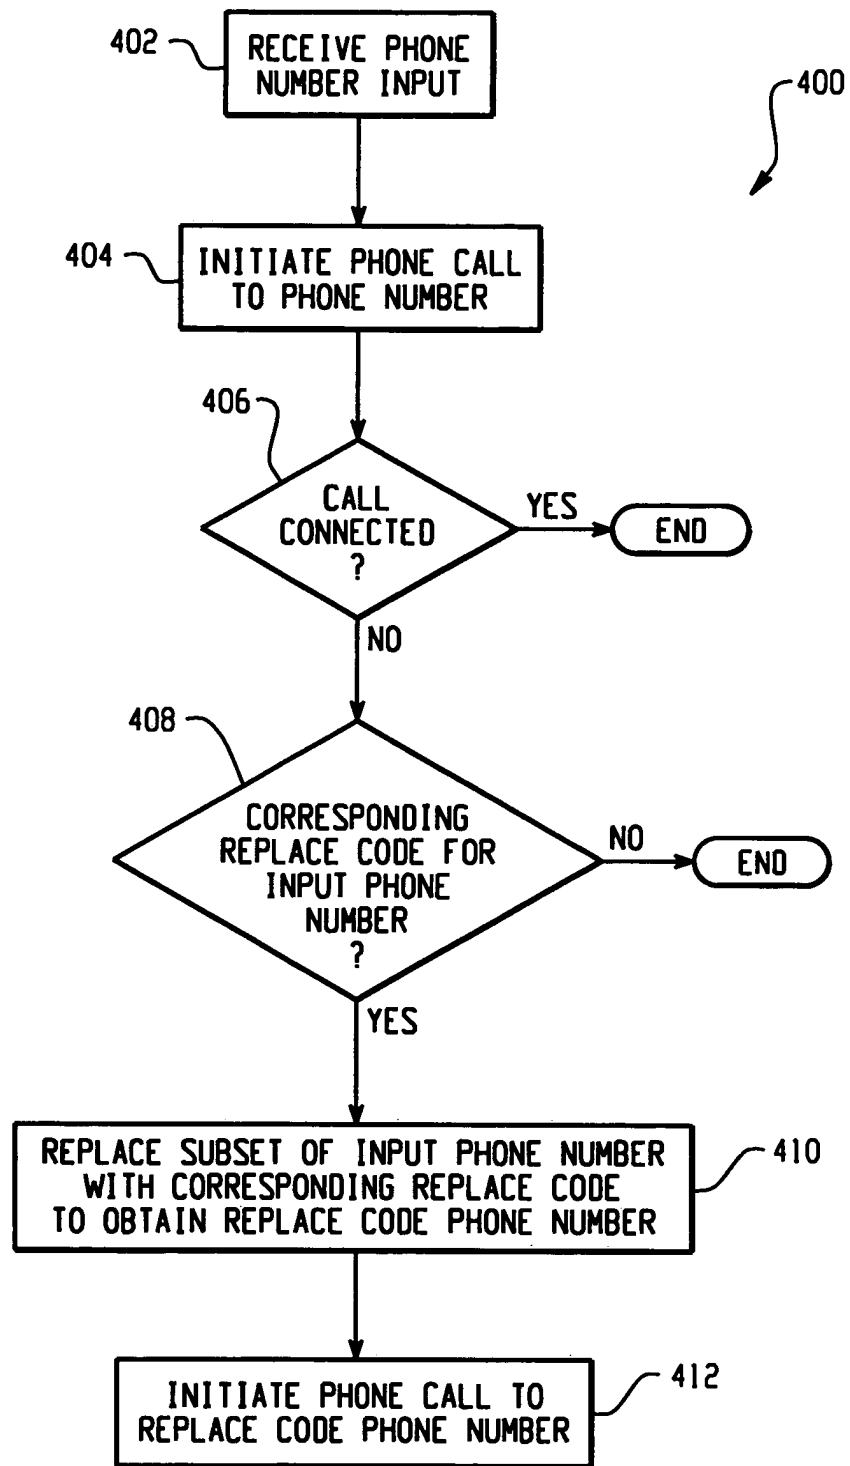 402
RECEIVE PHONE
NUMBER INPUT
400
404
INITIATE PHONE CALL
TO PHONE NUMBER
406
CALL
CONNECTED
?
YES
END
NO
408
CORRESPONDING
REPLACE CODE FOR
INPUT PHONE
NUMBER
?
NO
END
YES
REPLACE SUBSET OF INPUT PHONE NUMBER
WITH CORRESPONDING REPLACE CODE
TO OBTAIN REPLACE CODE PHONE NUMBER
410
INITIATE PHONE CALL TO
REPLACE CODE PHONE NUMBER
412